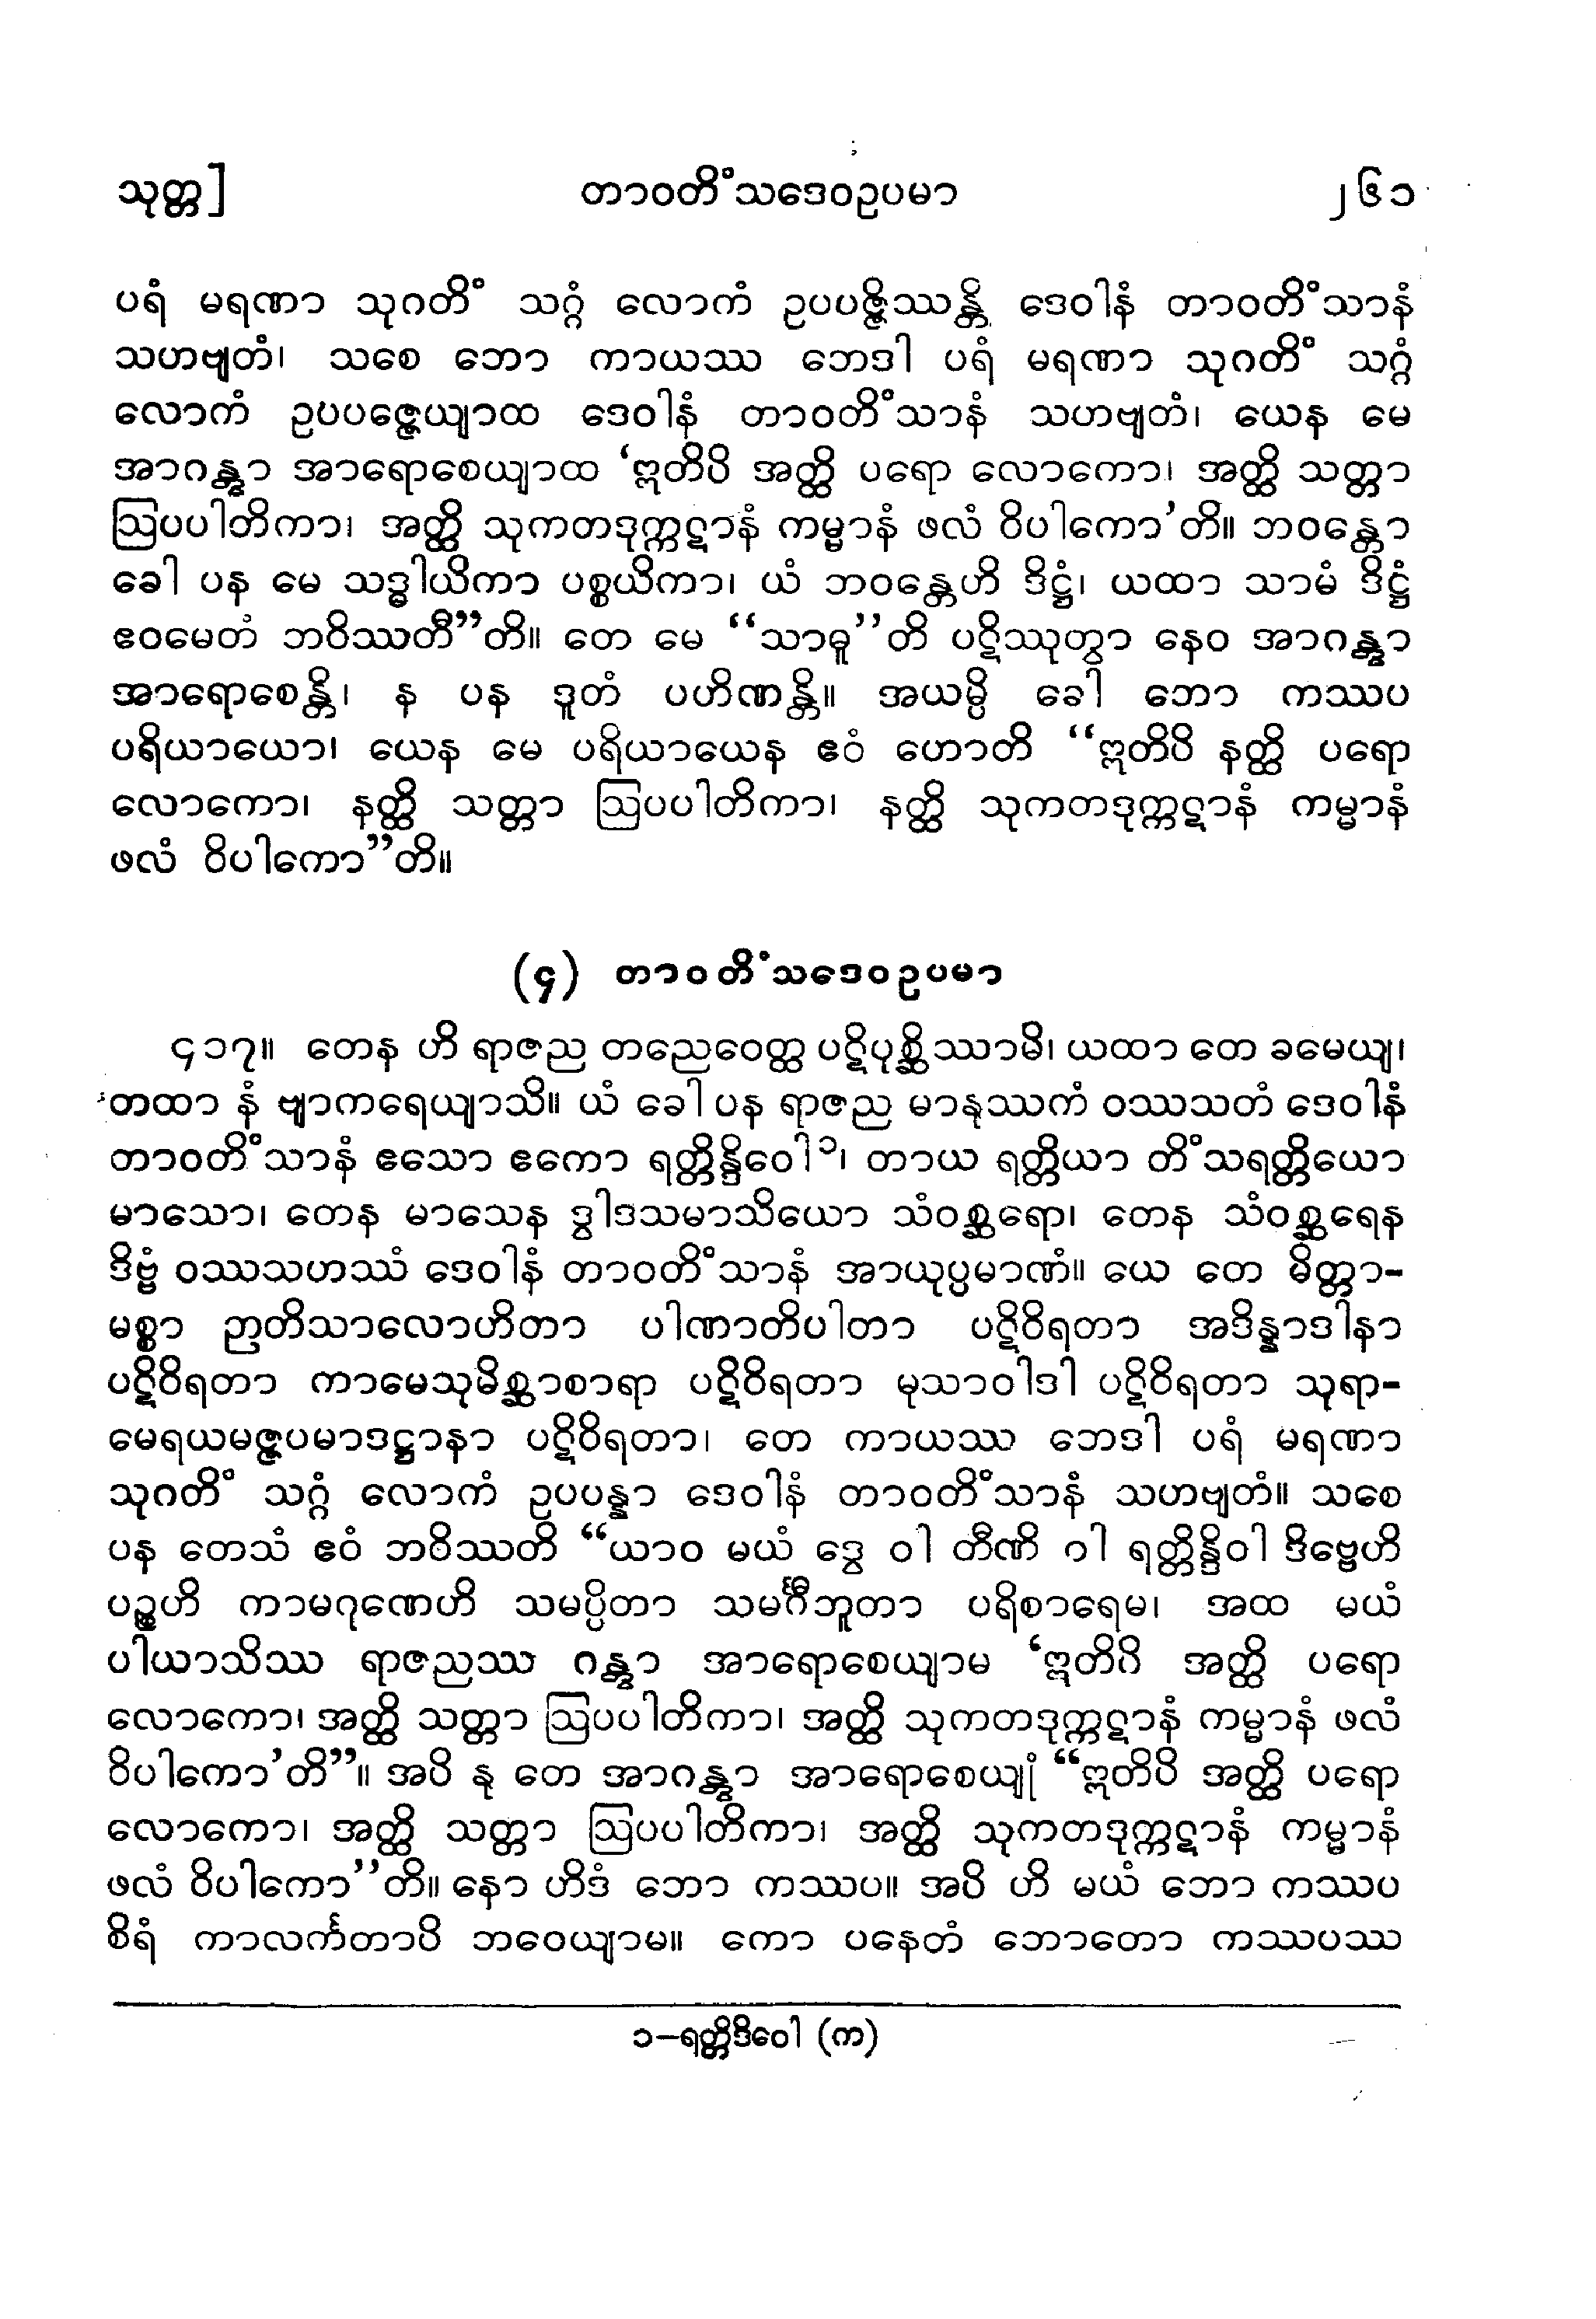 သုတ္တ] တာဝတိံသဒေဝဥပမာ ၂၆၁
ပရံ မရဏာ သုဂတိံ သဂ္ဂံ လောကံ ဥပပဇ္ဇိဿန္တိ ဒေဝါနံ တာဝတိံသာနံ
သဟဗျတံ၊ သစေ ဘော ကာယဿ ဘေဒါ ပရံ မရဏာ သုဂတိံ သဂ္ဂံ
လောကံ ဥပပဇ္ဇေယျာထ ဒေဝါနံ တာဝတိံသာနံ သဟဗျတံ၊ ယေန မေ
အာဂန္တွာ အာရောစေယျာထ ‘ဣတိပိ အတ္ထိ ပရော လောကော၊ အတ္ထိ သတ္တာ
ဩပပါတိကာ၊ အတ္ထိ သုကတဒုက္ကဋာနံ ကမ္မာနံ ဖလံ ဝိပါကော’တိ။ ဘဝန္တော
ခေါ ပန မေ သဒ္ဓါယိကာ ပစ္စယိကာ၊ ယံ ဘဝန္တေဟိ ဒိဋ္ဌံ၊ ယထာ သာမံ ဒိဋ္ဌံ
ဧဝမေတံ ဘဝိဿတီ”တိ။ တေ မေ “သာဓူ”တိ ပဋိဿုတွာ နေဝ အာဂန္တွာ
အာရောစေန္တိ၊ န ပန ဒူတံ ပဟိဏန္တိ။ အယမ္ပိ ခေါ ဘော ကဿပ
ပရိယာယော၊ ယေန မေ ပရိယာယေန ဧဝံ ဟောတိ “ဣတိပိ နတ္ထိ ပရော
လောကော၊ နတ္ထိ သတ္တာ ဩပပါတိကာ၊ နတ္ထိ သုကတဒုက္ကဋာနံ ကမ္မာနံ
ဖလံ ဝိပါကော”တိ။
(၄) တာဝတိံသဒေဝဥပမာ
၄၁၇။ တေန ဟိ ရာဇည တညေဝေတ္ထ ပဋိပုစ္ဆိဿာမိ၊ ယထာ တေ ခမေယျ၊
တထာ နံ ဗျာကရေယျာသိ။ ယံ ခေါ ပန ရာဇည မာနုဿကံ ဝဿသတံ ဒေဝါနံ
တာဝတိံသာနံ ဧသော ဧကော ရတ္တိန္ဒိဝေါ၁၊ တာယ ရတ္တိယာ တိံသရတ္တိယော
မာသော၊ တေန မာသေန ဒွါဒသမာသိယော သံဝစ္ဆရော၊ တေန သံဝစ္ဆရေန
ဒိဗ္ဗံ ဝဿသဟဿံ ဒေဝါနံ တာဝတိံသာနံ အာယုပ္ပမာဏံ။ ယေ တေ မိတ္တာ-
မစ္စာ ဉာတိသာလောဟိတာ ပါဏာတိပါတာ ပဋိဝိရတာ အဒိန္နာဒါနာ
ပဋိဝိရတာ ကာမေသုမိစ္ဆာစာရာ ပဋိဝိရတာ မုသာဝါဒါ ပဋိဝိရတာ သုရာ-
မေရယမဇ္ဇပမာဒဋ္ဌာနာ ပဋိဝိရတာ၊ တေ ကာယဿ ဘေဒါ ပရံ မရဏာ
သုဂတိံ သဂ္ဂံ လောကံ ဥပပန္နာ ဒေဝါနံ တာဝတိံသာနံ သဟဗျတံ။ သစေ
ပန တေသံ ဧဝံ ဘဝိဿတိ “ယာဝ မယံ ဒွေ ဝါ တီဏိ ဝါ ရတ္တိန္ဒိဝါ ဒိဗ္ဗေဟိ
ပဉ္စဟိ ကာမဂုဏေဟိ သမပ္ပိတာ သမင်္ဂီဘူတာ ပရိစာရေမ၊ အထ မယံ
ပါယာသိဿ ရာဇညဿ ဂန္တွာ အာရောစေယျာမ ‘ဣတိပိ အတ္ထိ ပရော
လောကော၊ အတ္ထိ သတ္တာ ဩပပါတိကာ၊ အတ္ထိ သုကတဒုက္ကဋာနံ ကမ္မာနံ ဖလံ
ဝိပါကော’တိ”။ အပိ နု တေ အာဂန္တွာ အာရောစေယျုံ “ဣတိပိ အတ္ထိ ပရော
လောကော၊ အတ္ထိ သတ္တာ ဩပပါတိကာ၊ အတ္ထိ သုကတဒုက္ကဋာနံ ကမ္မာနံ
ဖလံ ဝိပါကော”တိ။ နော ဟိဒံ ဘော ကဿပ။ အပိ ဟိ မယံ ဘော ကဿပ
စိရံ ကာလင်္ကတာပိ ဘဝေယျာမ။ ကော ပနေတံ ဘောတော ကဿပဿ
၁–ရတ္တိဒိဝေါ (က)